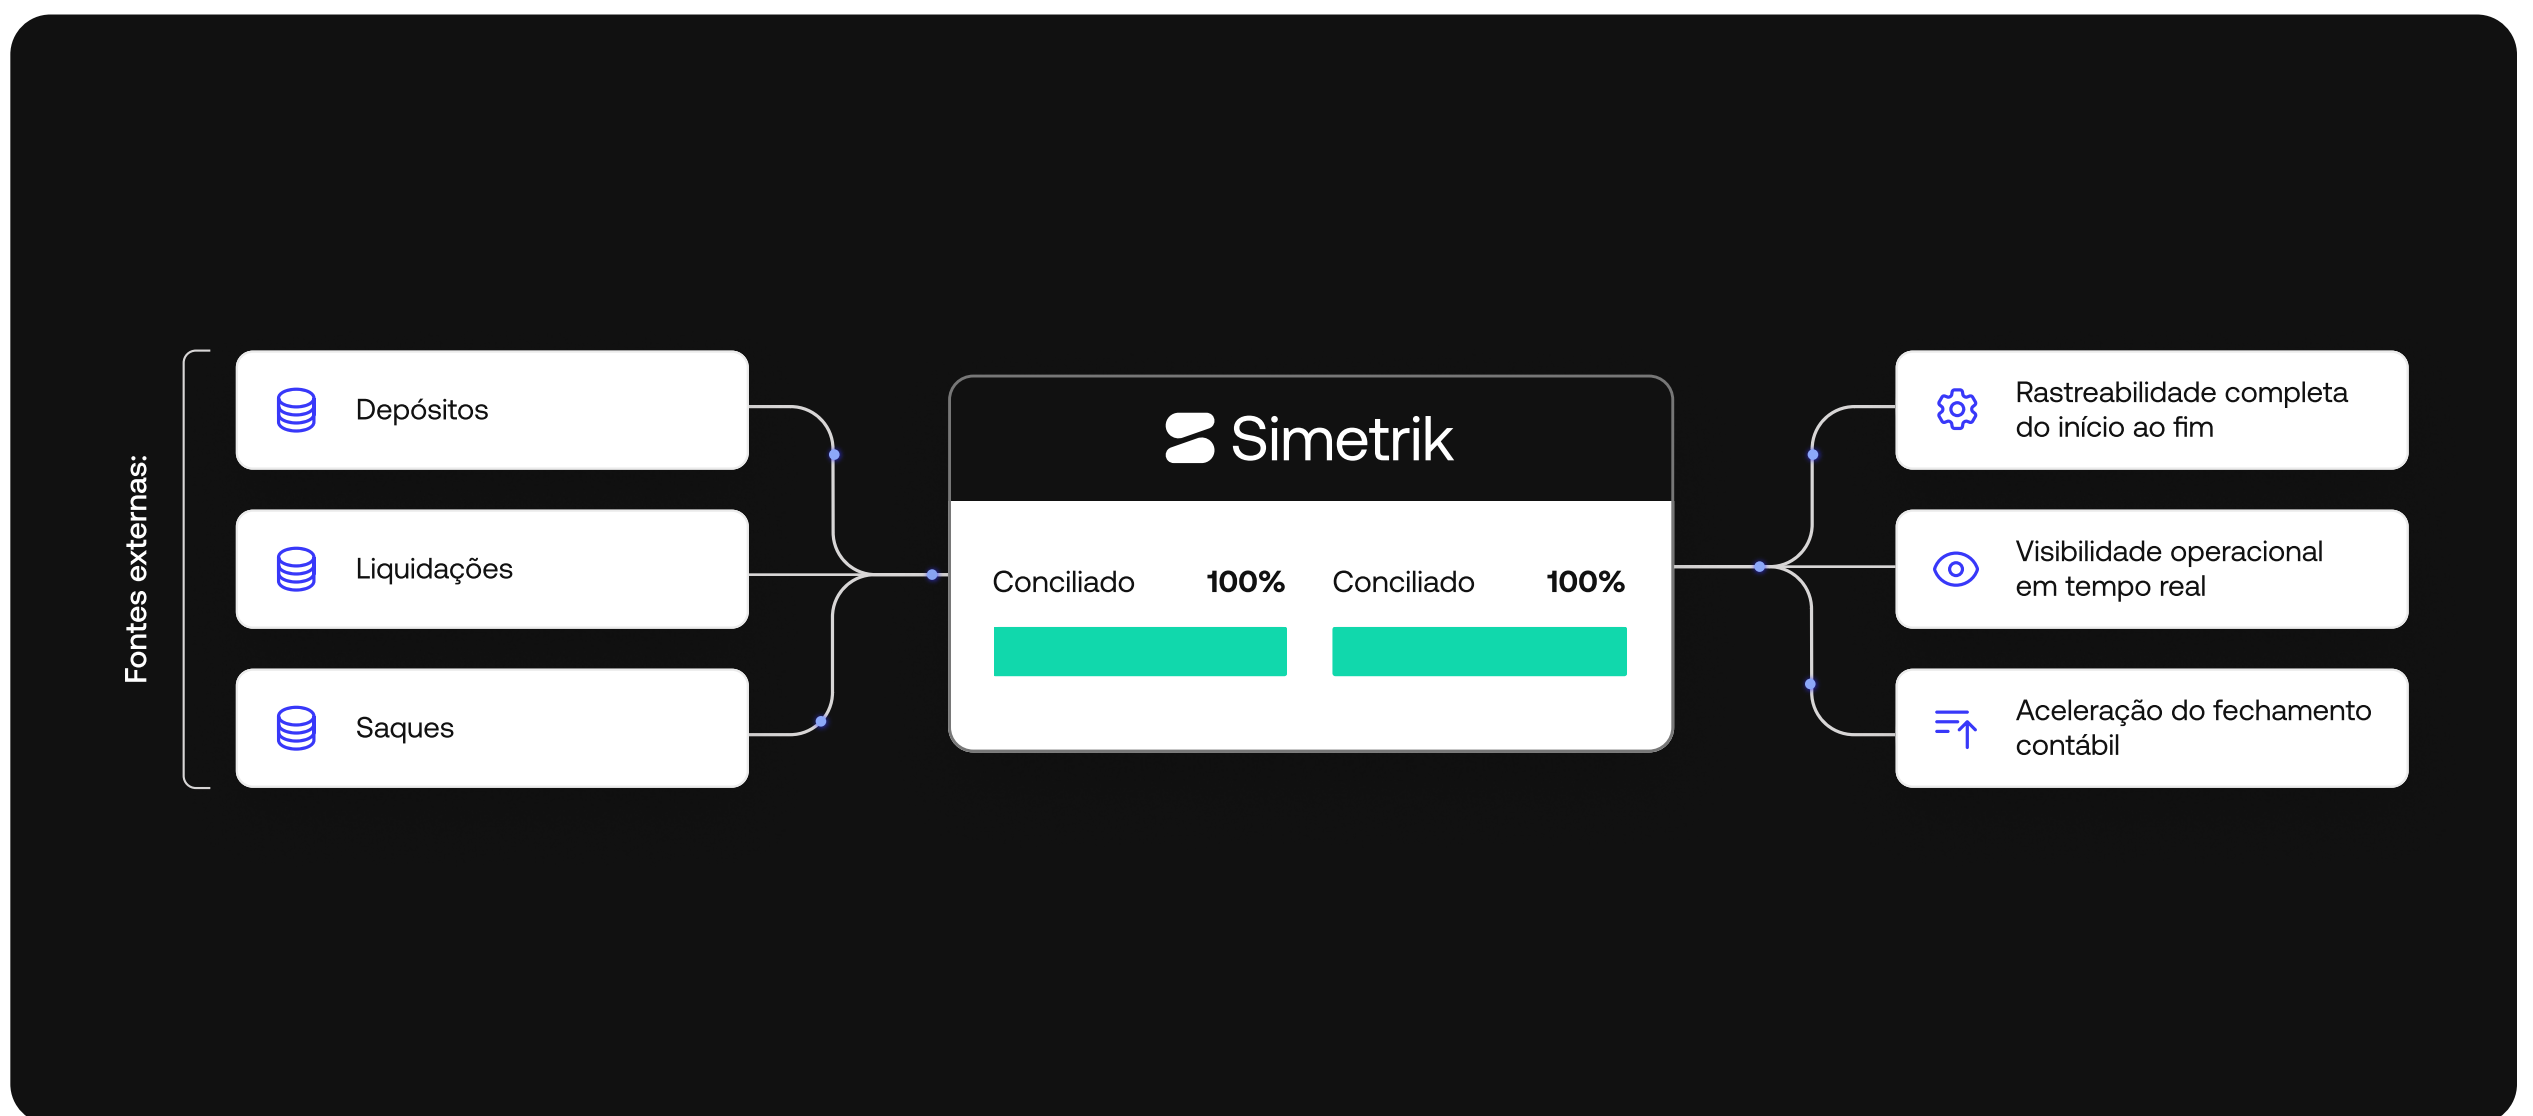 Fontes externas:
Depósitos
Liquidações
Saques
Simetrik
Conciliado 100% Conciliado 100%
Rastreabilidade completa
do início ao fim
Visibilidade operacional
em tempo real
Aceleração do fechamento
contábil